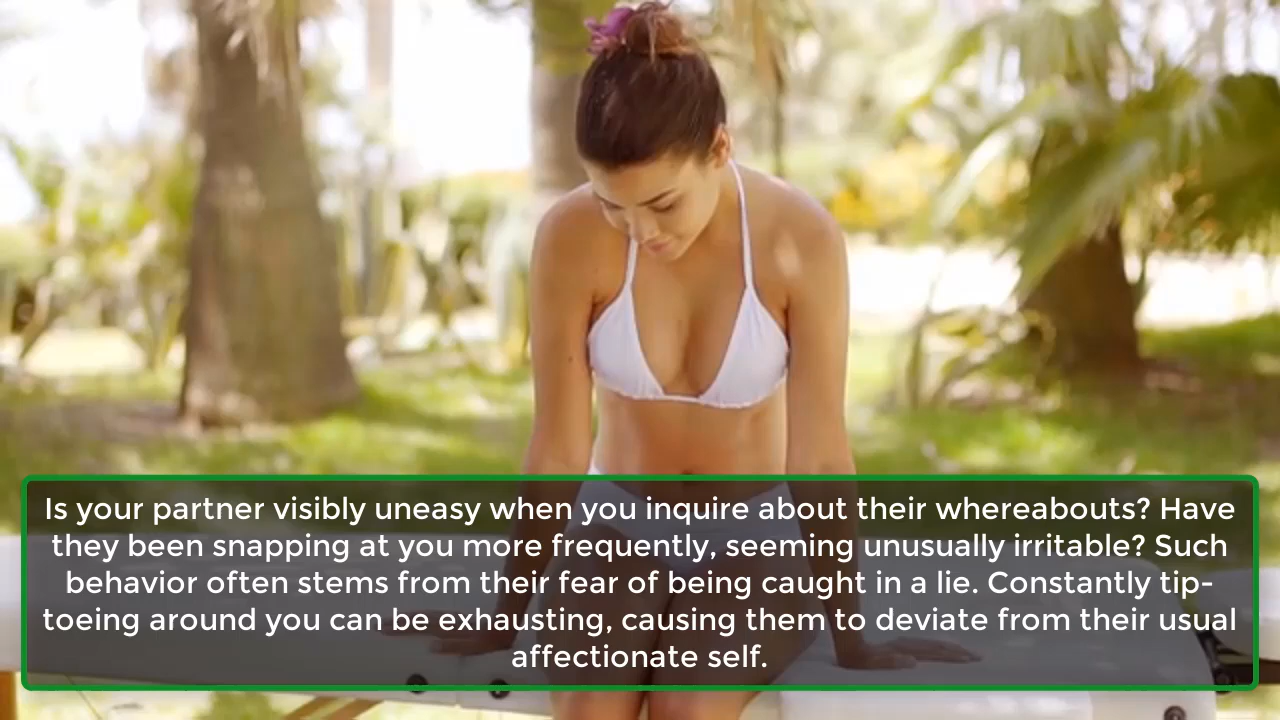 Is your partner visibly uneasy when you inquire about their whereabouts? Have
they been snapping at you more frequently, seeming unusually irritable? Such
behavior often stems from their fear of being caught in a lie. Constantly tip-
toeing around you can be exhausting, causing them to deviate from their usual
affectionate self.